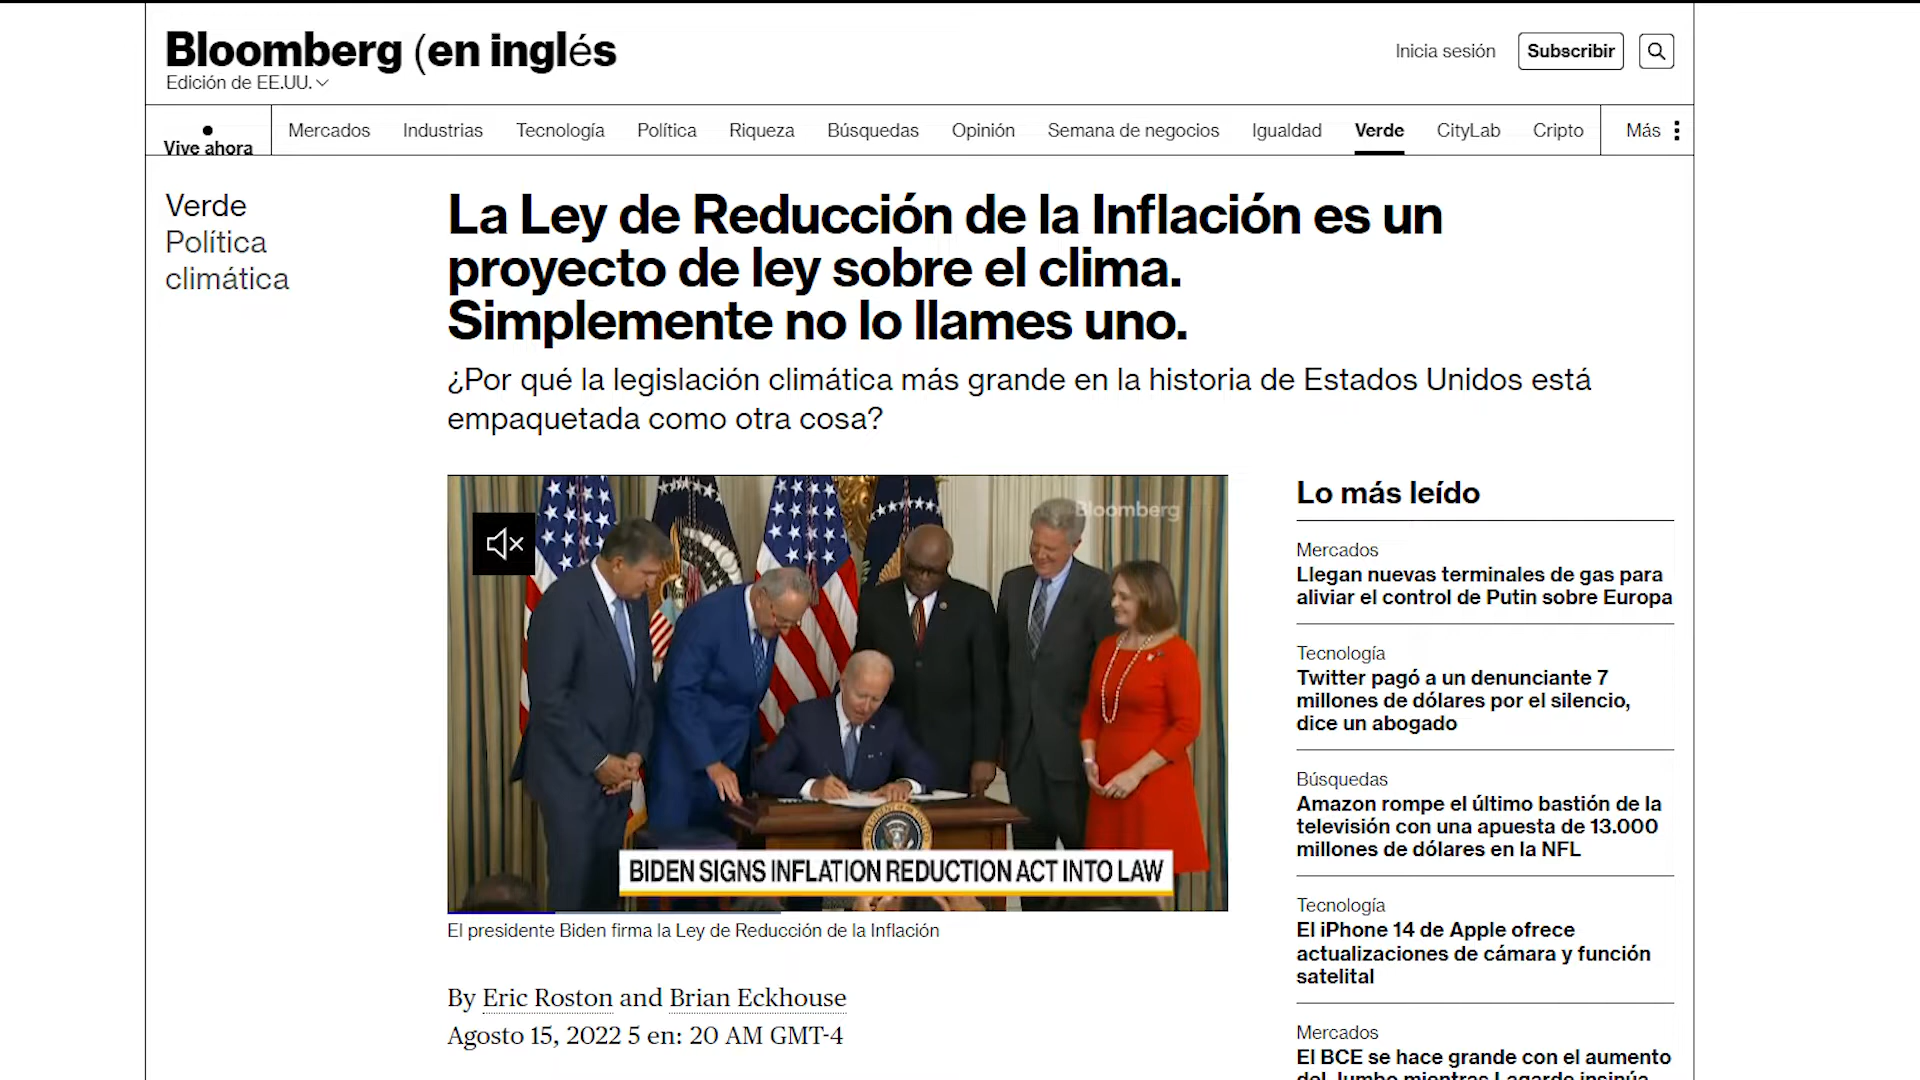 Bloomberg (en inglés
Edición de EE.UU.
Inicia sesión
Subscribir
Vive ahora
Mercados
Industrias
Tecnología
Política
Riqueza
Búsquedas
Opinión
Semana de negocios
Igualdad
Verde
CityLab
Cripto
Más
Verde
Política
climática
La Ley de Reducción de la Inflación es un
proyecto de ley sobre el clima.
Simplemente no lo llames uno.
¿Por qué la legislación climática más grande en la historia de Estados Unidos está
empaquetada como otra cosa?
Bloomberg
BIDEN SIGNS INFLATION REDUCTION ACT INTO LAW
El presidente Biden firma la Ley de Reducción de la Inflación
By Eric Roston and Brian Eckhouse
Agosto 15, 2022 5 en: 20 AM GMT-4
Lo más leído
Mercados
Llegan nuevas terminales de gas para
aliviar el control de Putin sobre Europa
Tecnología
Twitter pagó a un denunciante 7
millones de dólares por el silencio,
dice un abogado
Búsquedas
Amazon rompe el último bastión de la
televisión con una apuesta de 13.000
millones de dólares en la NFL
Tecnología
El iPhone 14 de Apple ofrece
actualizaciones de cámara y función
satelital
Mercados
El BCE se hace grande con el aumento
del Jumbo mientras Lagarde insinúa